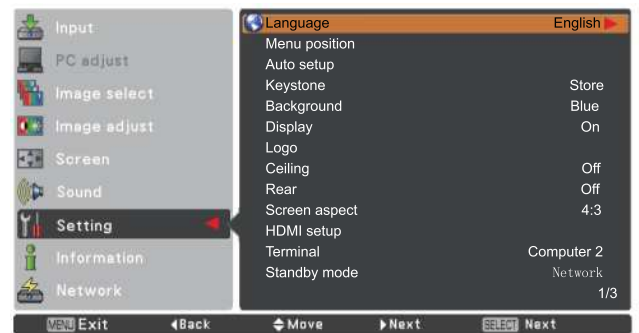 Input
PC adjust
Image select
Image adjust
Screen
Sound
Setting
Information
Network
Language English
Menu position
Auto setup
Keystone Store
Background Blue
Display On
Logo
Ceiling Off
Rear Off
Screen aspect 4:3
HDMI setup
Terminal Computer 2
Standby mode Network
1/3
MENU Exit Back Move Next SELECT Next